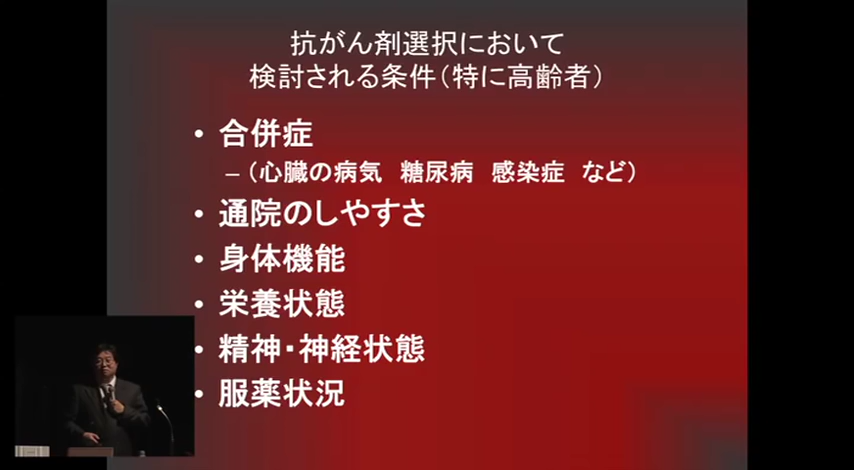 抗がん剤選択において
検討される条件(特に高齢者)
• 合併症
–(心臓の病気 糖尿病 感染症 など)
• 通院のしやすさ
• 身体機能
• 栄養状態
• 精神・神経状態
• 服薬状況